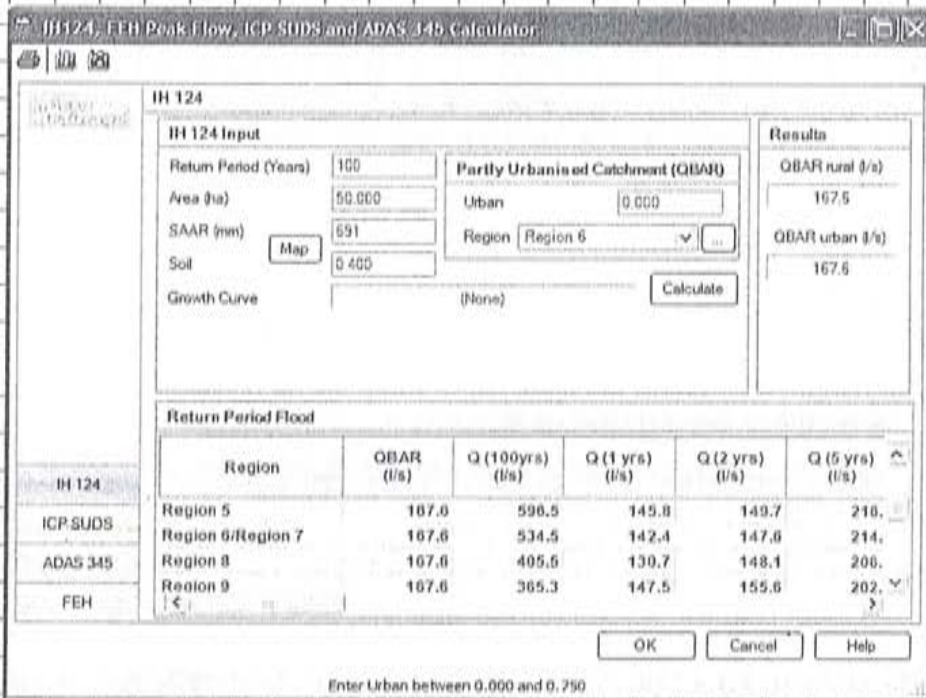 IH124, FEH Peak Flow, ICP SUDS and ADAS 345 Calculator
IH 124
IH 124 Input
Return Period (Years) 100
Area (ha) 50.000
SAAR (mm) 691
Map
Soil 0.400
Growth Curve (None)
Partly Urbanised Catchment (QBAR)
Urban 0.000
Region Region 6 ...
Calculate
Results
QBAR rural (l/s)
167.6
QBAR urban (l/s)
167.6
Return Period Flood
Region QBAR (l/s) Q (100yrs) (l/s) Q (1 yrs) (l/s) Q (2 yrs) (l/s) Q (5 yrs) (l/s)
Region 5 167.6 596.5 145.8 149.7 216.
Region 6/Region 7 167.6 534.5 142.4 147.6 214.
Region 8 167.6 405.5 130.7 148.1 206.
Region 9 167.6 365.3 147.5 155.6 202.
IH 124
ICP SUDS
ADAS 345
FEH
OK Cancel Help
Enter Urban between 0.000 and 0.750